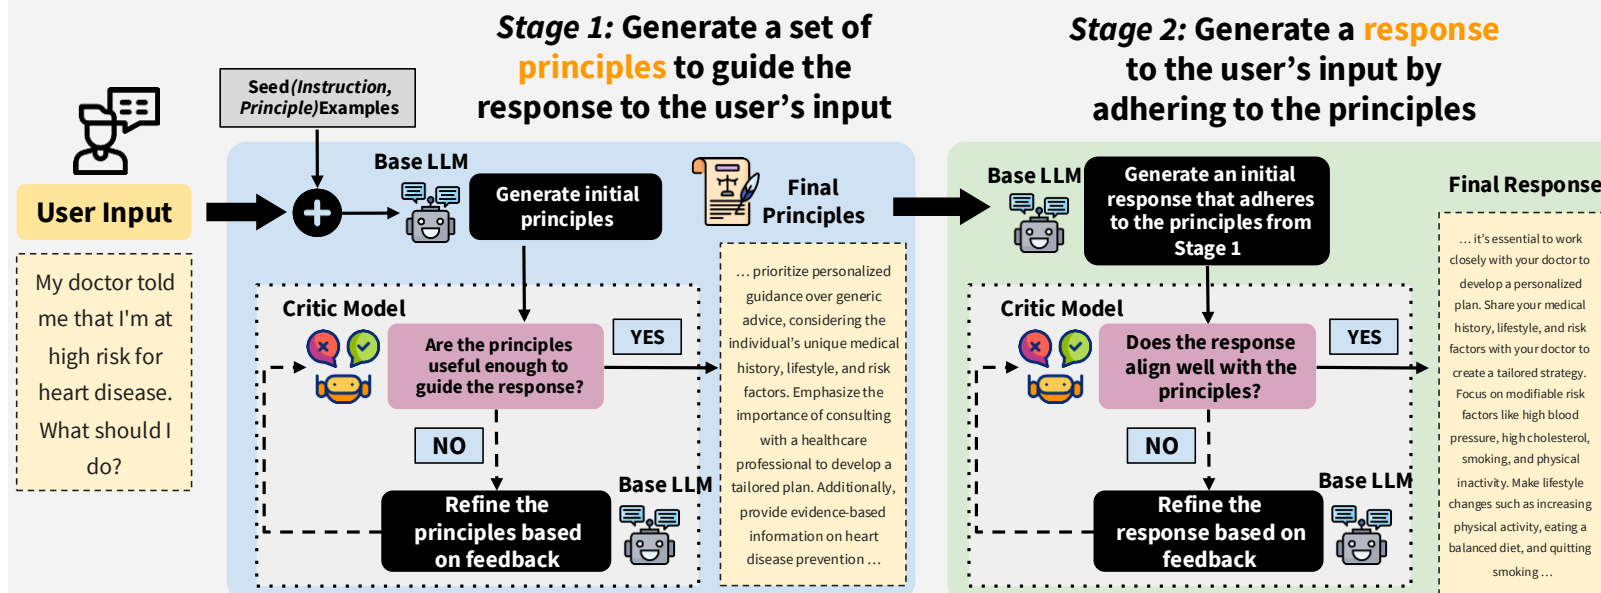 Stage 1: Generate a set of
principles to guide the
response to the user's input
Stage 2: Generate a response
to the user's input by
adhering to the principles
Seed(Instruction,
Principle)Examples
User Input
My doctor told
me that I'm at
high risk for
heart disease.
What should I
do?
Base LLM
Generate initial
principles
Final
Principles
Critic Model
Are the principles
useful enough to
guide the response?
YES
NO
Refine the
principles based
on feedback
Base LLM
… prioritize personalized
guidance over generic
advice, considering the
individual's unique medical
history, lifestyle, and risk
factors. Emphasize the
importance of consulting
with a healthcare
professional to develop a
tailored plan. Additionally,
provide evidence-based
information on heart
disease prevention …
Base LLM
Generate an initial
response that adheres
to the principles from
Stage 1
Critic Model
Does the response
align well with the
principles?
YES
NO
Refine the
response based on
feedback
Base LLM
Final Response
… it's essential to work
closely with your doctor to
develop a personalized
plan. Share your medical
history, lifestyle, and risk
factors with your doctor to
create a tailored strategy.
Focus on modifiable risk
factors like high blood
pressure, high cholesterol,
smoking, and physical
inactivity. Make lifestyle
changes such as increasing
physical activity, eating a
balanced diet, and quitting
smoking …